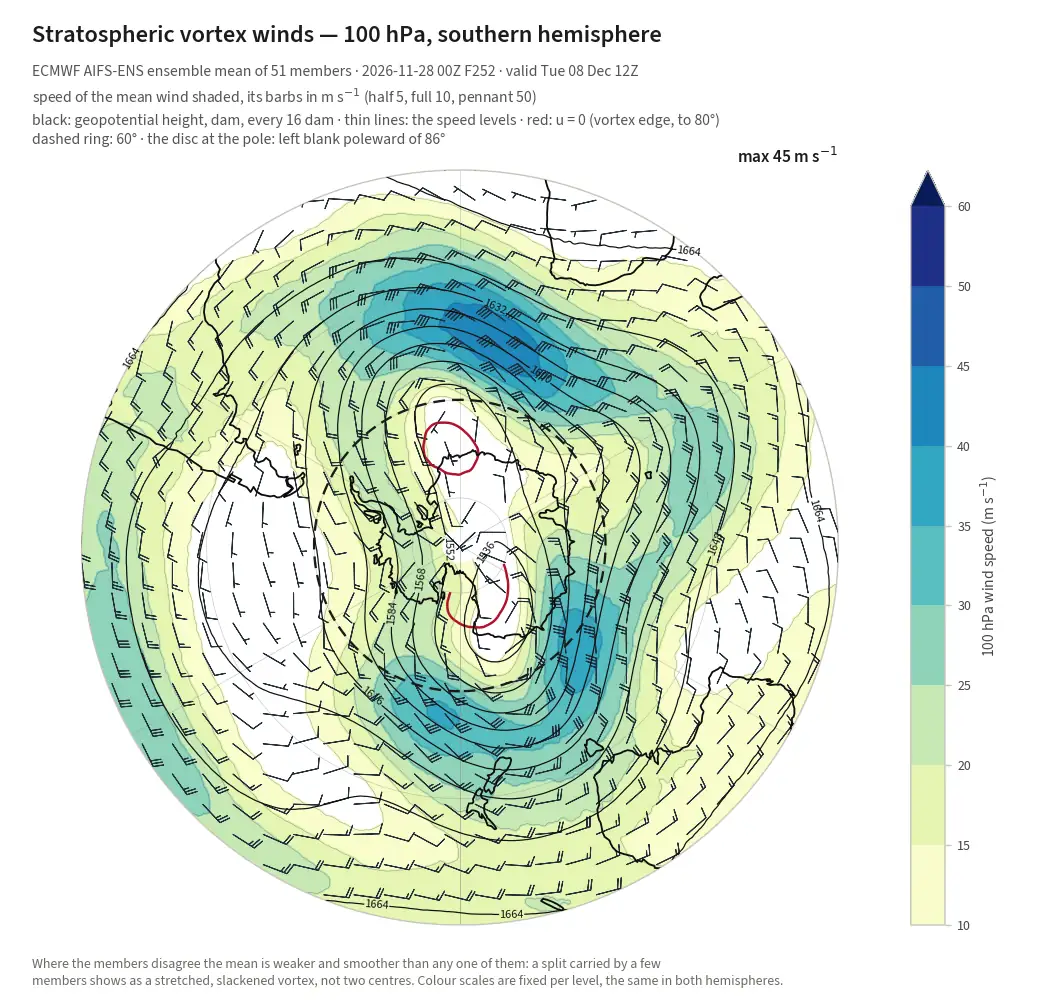 Stratospheric vortex winds — 100 hPa, southern hemisphere
ECMWF AIFS-ENS ensemble mean of 51 members · 2026-11-28 00Z F252 · valid Tue 08 Dec 12Z
speed of the mean wind shaded, its barbs in m s⁻¹ (half 5, full 10, pennant 50)
black: geopotential height, dam, every 16 dam · thin lines: the speed levels · red: u = 0 (vortex edge, to 80°)
dashed ring: 60° · the disc at the pole: left blank poleward of 86°
max 45 m s⁻¹
60
50
45
40
35
30
25
20
15
10
100 hPa wind speed (m s⁻¹)
1664
1632
1664
1600
1664
1648
1552
1536
1568
1584
1616
1664
1664
Where the members disagree the mean is weaker and smoother than any one of them: a split carried by a few
members shows as a stretched, slackened vortex, not two centres. Colour scales are fixed per level, the same in both hemispheres.